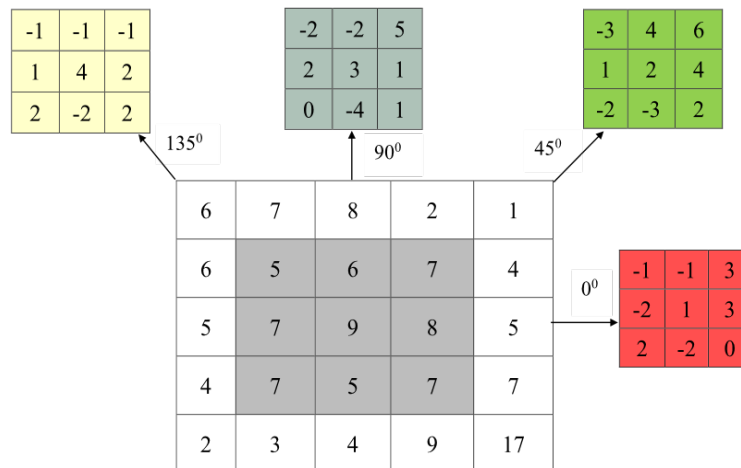 -1 -1 -1
1 4 2
2 -2 2
-2 -2 5
2 3 1
0 -4 1
-3 4 6
1 2 4
-2 -3 2
135⁰
90⁰
45⁰
6 7 8 2 1
6 5 6 7 4
5 7 9 8 5
4 7 5 7 7
2 3 4 9 17
0⁰
-1 -1 3
-2 1 3
2 -2 0